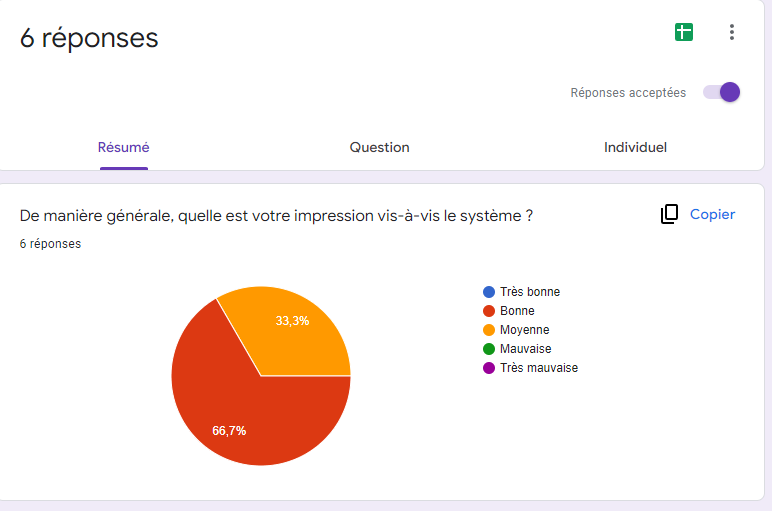 6 réponses
Réponses acceptées
Résumé Question Individuel
De manière générale, quelle est votre impression vis-à-vis le système ?
Copier
6 réponses
33,3%
66,7%
Très bonne
Bonne
Moyenne
Mauvaise
Très mauvaise